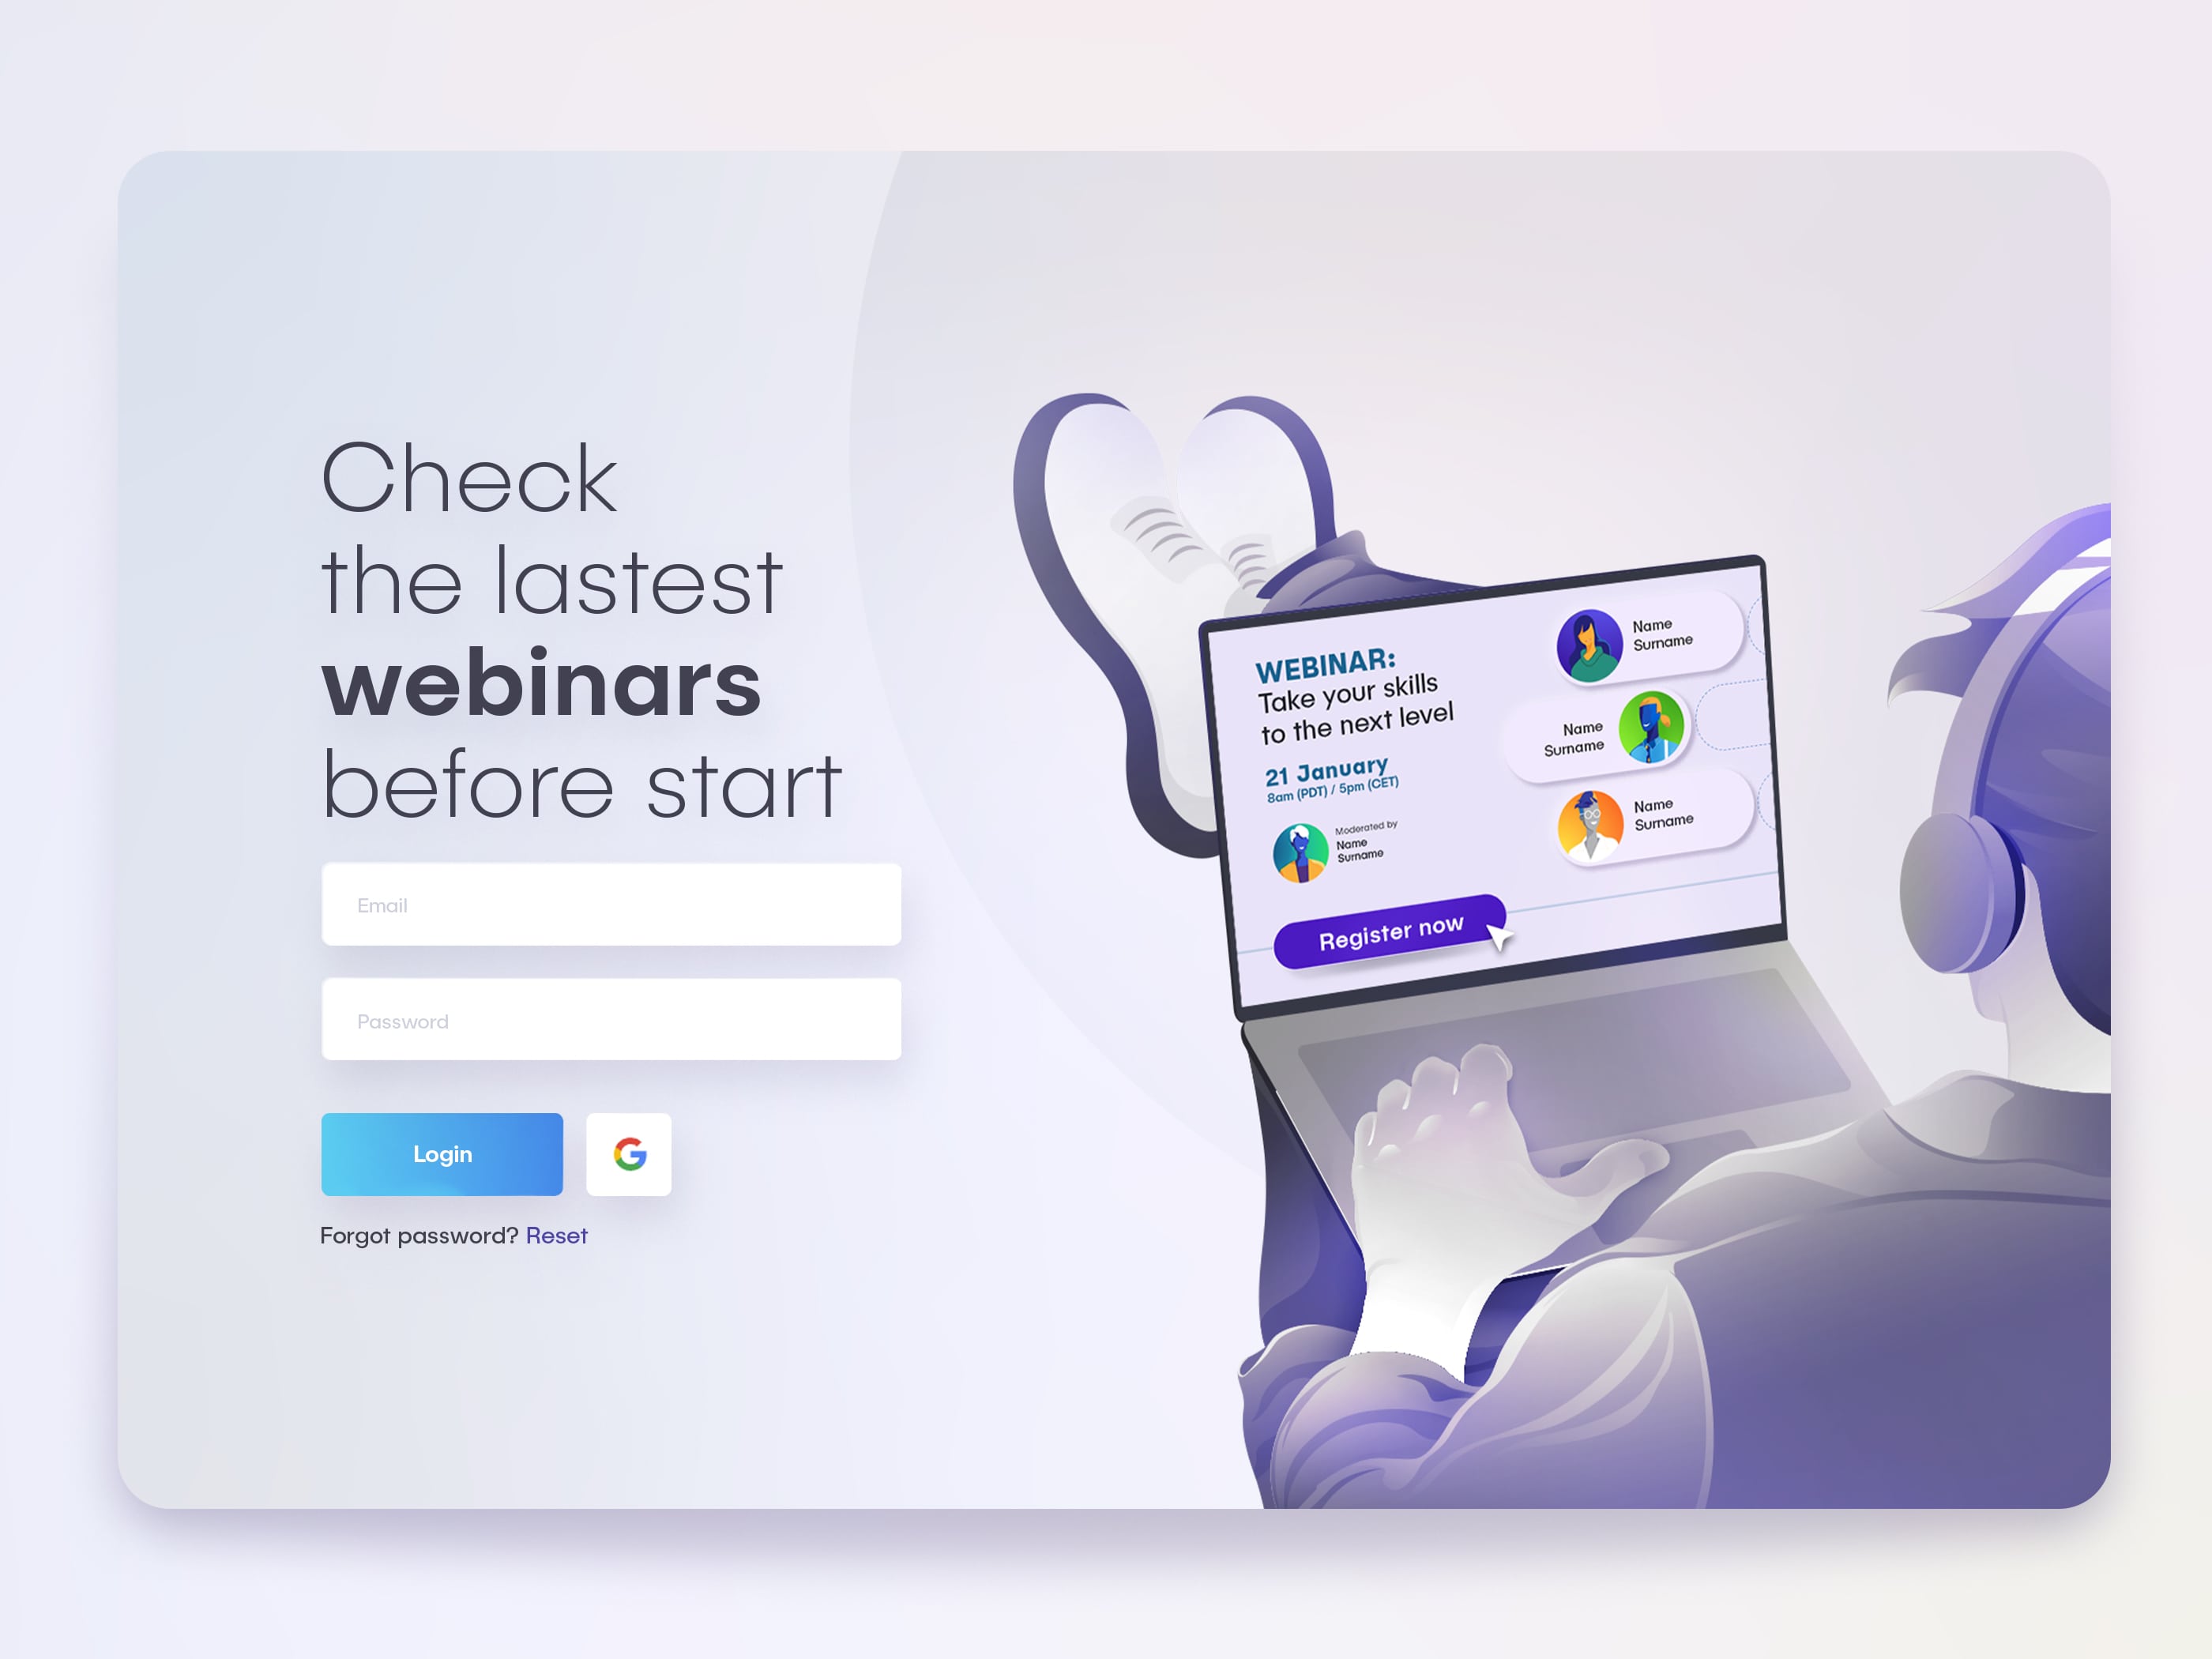 Check
the lastest
webinars
before start
Email
Password
Login
G
Forgot password? Reset
WEBINAR:
Take your skills
to the next level
21 January
8am (PDT) / 5pm (CET)
Moderated by
Name
Surname
Register now
Name
Surname
Name
Surname
Name
Surname